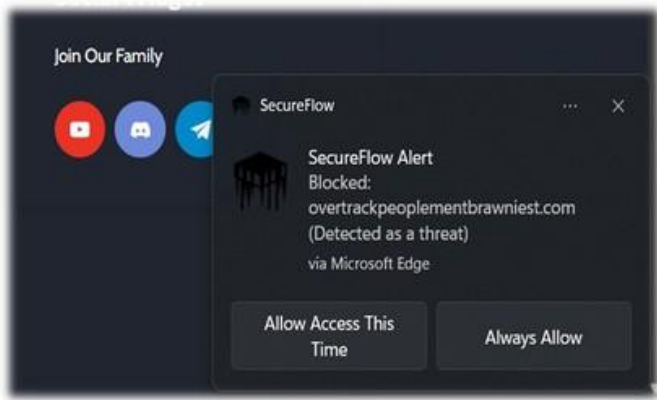 Join Our Family
SecureFlow
SecureFlow Alert
Blocked:
overtrackpeoplementbrawniest.com
(Detected as a threat)
via Microsoft Edge
Allow Access This
Time
Always Allow